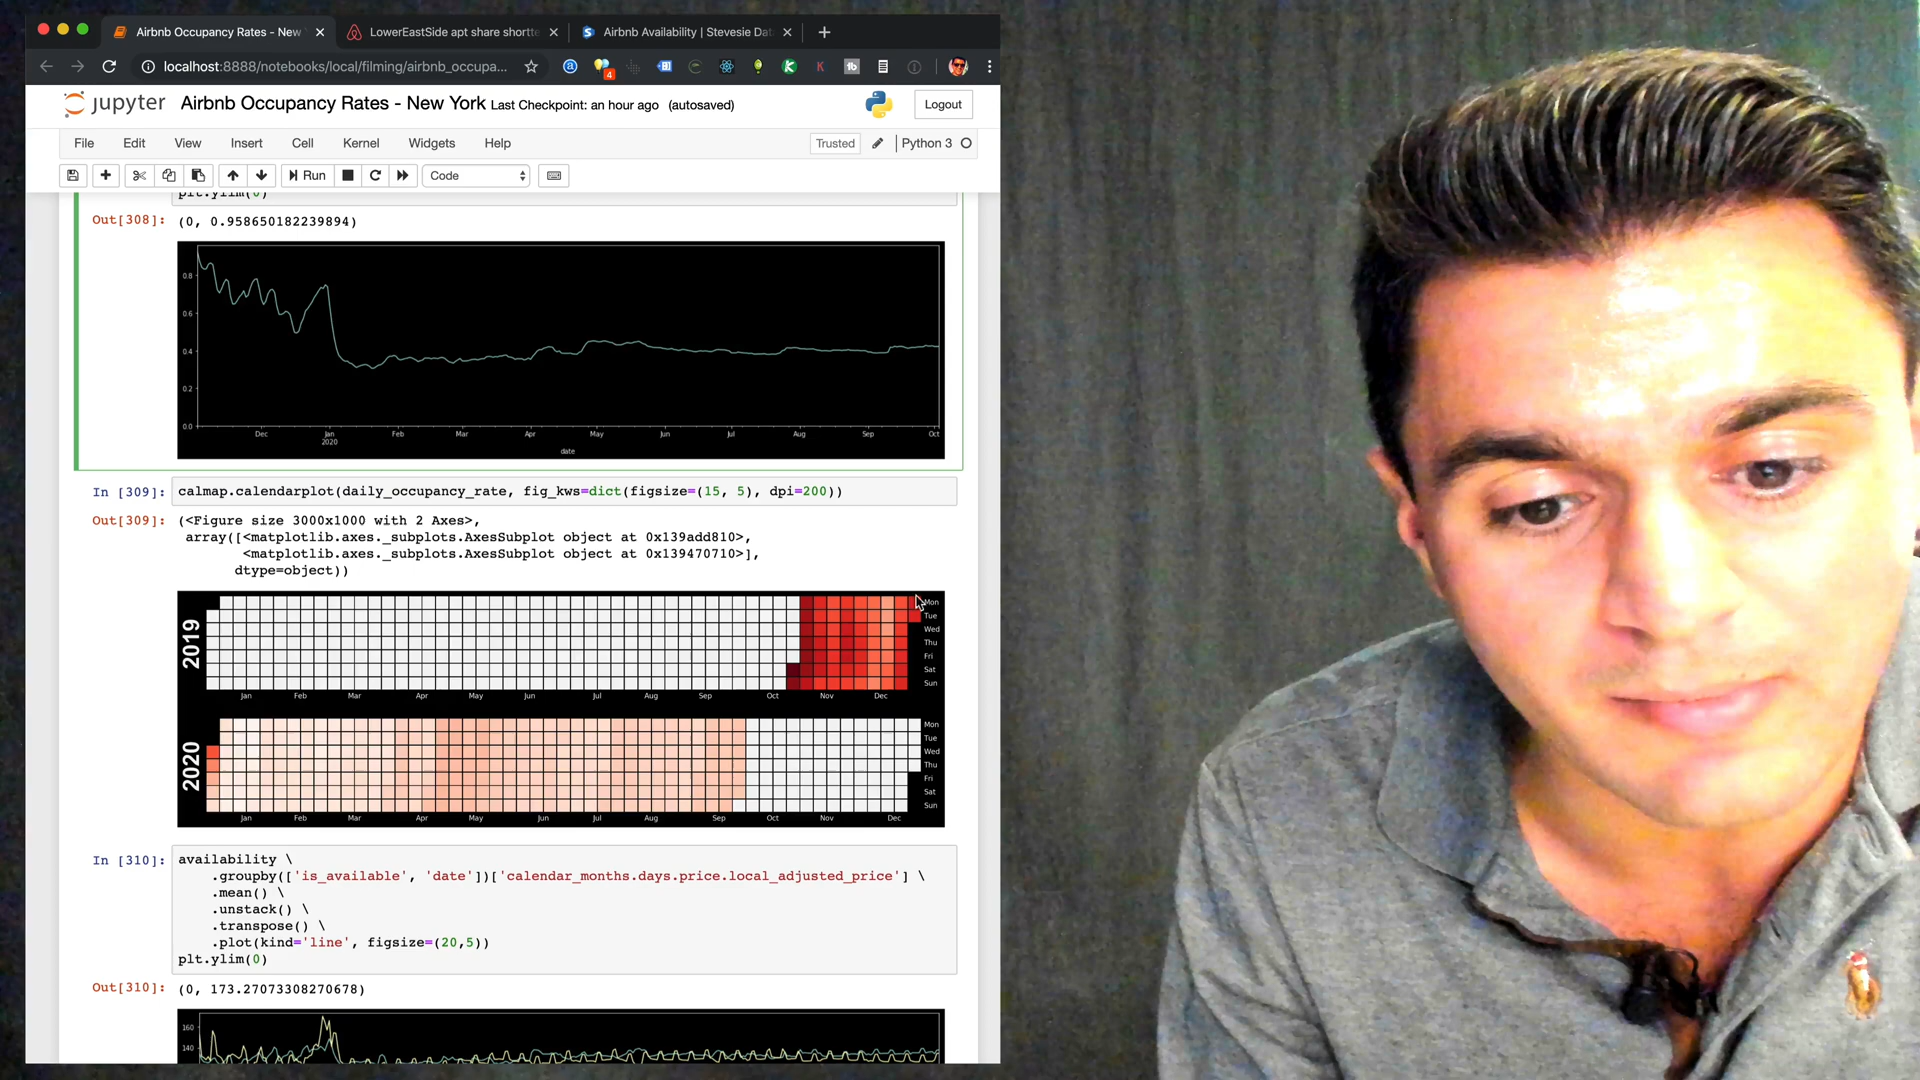 Airbnb Occupancy Rates - New
LowerEastSide apt share shortte
Airbnb Availability | Stevesie Dat
localhost:8888/notebooks/local/filming/airbnb_occupa...
4
jupyter Airbnb Occupancy Rates - New York Last Checkpoint: an hour ago (autosaved)
Logout
File Edit View Insert Cell Kernel Widgets Help
Trusted
Python 3
Run
Code
plt.ylim(0)
Out[308]: (0, 0.958650182239894)
0.8
0.6
0.4
0.2
0.0
Dec Jan Feb Mar Apr May Jun Jul Aug Sep Oct
2020
date
In [309]: calmap.calendarplot(daily_occupancy_rate, fig_kws=dict(figsize=(15, 5), dpi=200))
Out[309]: (<Figure size 3000x1000 with 2 Axes>,
array([<matplotlib.axes._subplots.AxesSubplot object at 0x139add810>,
<matplotlib.axes._subplots.AxesSubplot object at 0x139470710>],
dtype=object))
2019
Mon
Tue
Wed
Thu
Fri
Sat
Sun
Jan Feb Mar Apr May Jun Jul Aug Sep Oct Nov Dec
2020
Mon
Tue
Wed
Thu
Fri
Sat
Sun
Jan Feb Mar Apr May Jun Jul Aug Sep Oct Nov Dec
In [310]: availability \
.groupby(['is_available', 'date'])['calendar_months.days.price.local_adjusted_price'] \
.mean() \
.unstack() \
.transpose() \
.plot(kind='line', figsize=(20,5))
plt.ylim(0)
Out[310]: (0, 173.27073308270678)
160
140